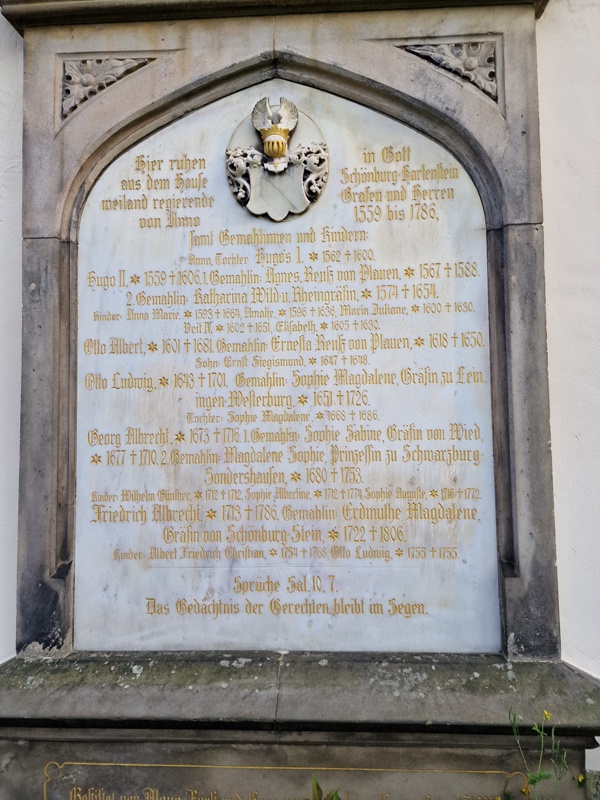 Hier ruhen in Gott
aus dem Hause Schönburg-Hartenstein
weiland regierende Grafen und Herren
von Anno 1559 bis 1786,
samt Gemahlinnen und Kindern:
Anna, Tochter Hugo's I. * 1562 † 1600.
Hugo II. * 1559 † 1606. 1. Gemahlin: Agnes, Reuß von Plauen, * 1567 † 1588.
2. Gemahlin: Katharina Wild u. Rheingräfin, * 1574 † 1654.
Kinder: Anna Marie, * 1593 † 1664, Amalie, * 1596 † 1636, Maria Juliane, * 1600 † 1680.
Veit IV, * 1602 † 1651, Elisabeth, * 1605 † 1680.
Otto Albert, * 1601 † 1681. Gemahlin: Ernesta Reuß von Plauen, * 1618 † 1650.
Sohn: Ernst Siegismund, * 1647 † 1648.
Otto Ludwig, * 1643 † 1701. Gemahlin: Sophie Magdalene, Gräfin zu Lein-
ingen-Westerburg, * 1651 † 1726.
Tochter: Sophie Magdalene, * 1668 † 1686.
Georg Albrecht, * 1673 † 1716. 1. Gemahlin: Sophie Sabine, Gräfin von Wied,
* 1677 † 1710. 2. Gemahlin: Magdalene Sophie, Prinzessin zu Schwarzburg-
Sondershausen, * 1680 † 1753.
Kinder: Wilhelm Günther, * 1712 † 1712, Sophie Albertine, * 1712 † 1774, Sophie Auguste, * 1716 † 1772.
Friedrich Albrecht, * 1713 † 1786. Gemahlin: Erdmuthe Magdalene,
Gräfin von Schönburg-Stein, * 1722 † 1806.
Kinder: Albert Friedrich Christian, * 1754 † 1768, Otto Ludwig, * 1755 † 1755.
Sprüche Sal. 10, 7.
Das Gedächtnis der Gerechten bleibt im Segen.